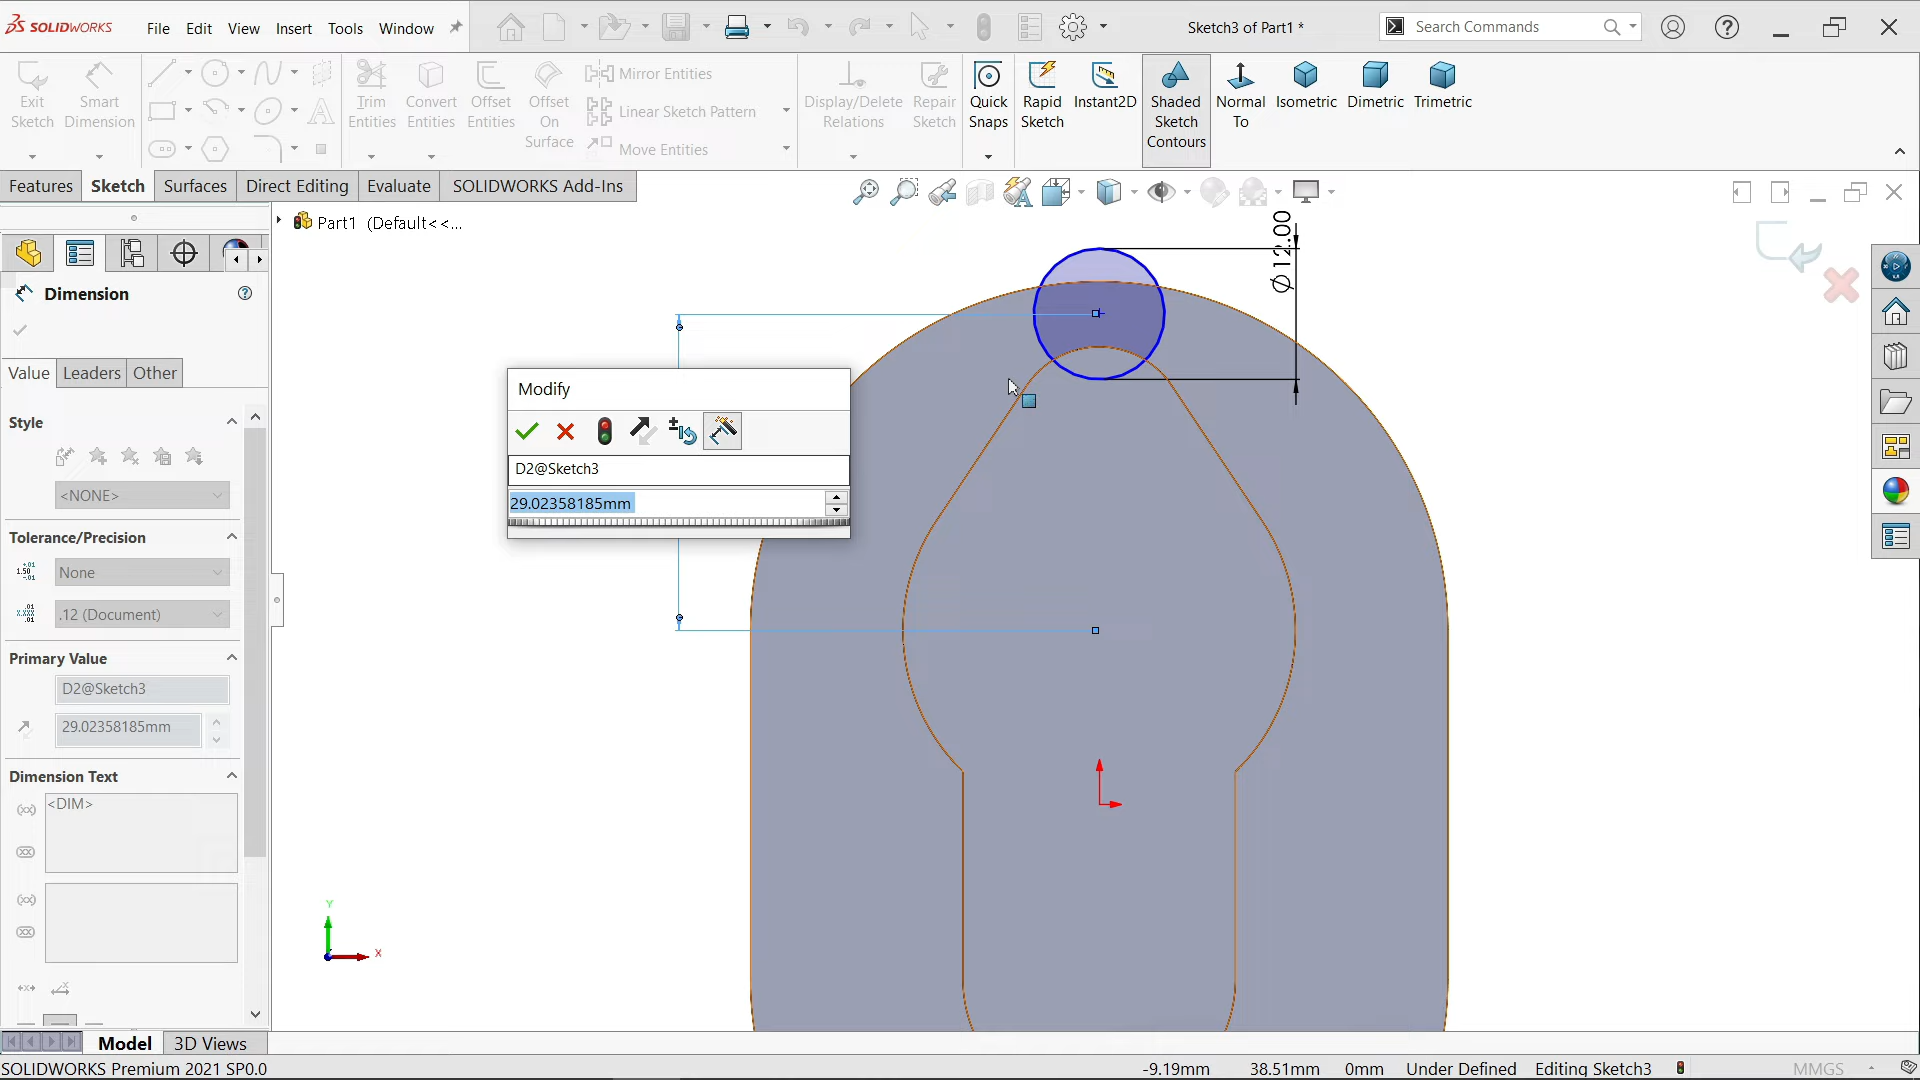 SOLIDWORKS
File Edit View Insert Tools Window
Sketch3 of Part1 *
Search Commands
Exit Sketch
Smart Dimension
Trim Entities
Convert Entities
Offset Entities
Offset On Surface
Mirror Entities
Linear Sketch Pattern
Move Entities
Display/Delete Relations
Repair Sketch
Quick Snaps
Rapid Sketch
Instant2D
Shaded Sketch Contours
Normal To
Isometric
Dimetric
Trimetric
Features Sketch Surfaces Direct Editing Evaluate SOLIDWORKS Add-Ins
Part1 (Default<<...
Dimension
Value Leaders Other
Style
<NONE>
Tolerance/Precision
None
.12 (Document)
Primary Value
D2@Sketch3
29.02358185mm
Dimension Text
<DIM>
Modify
D2@Sketch3
29.02358185mm
Ø12.00
Y
X
Model 3D Views
SOLIDWORKS Premium 2021 SP0.0
-9.19mm 38.51mm 0mm Under Defined Editing Sketch3 MMGS